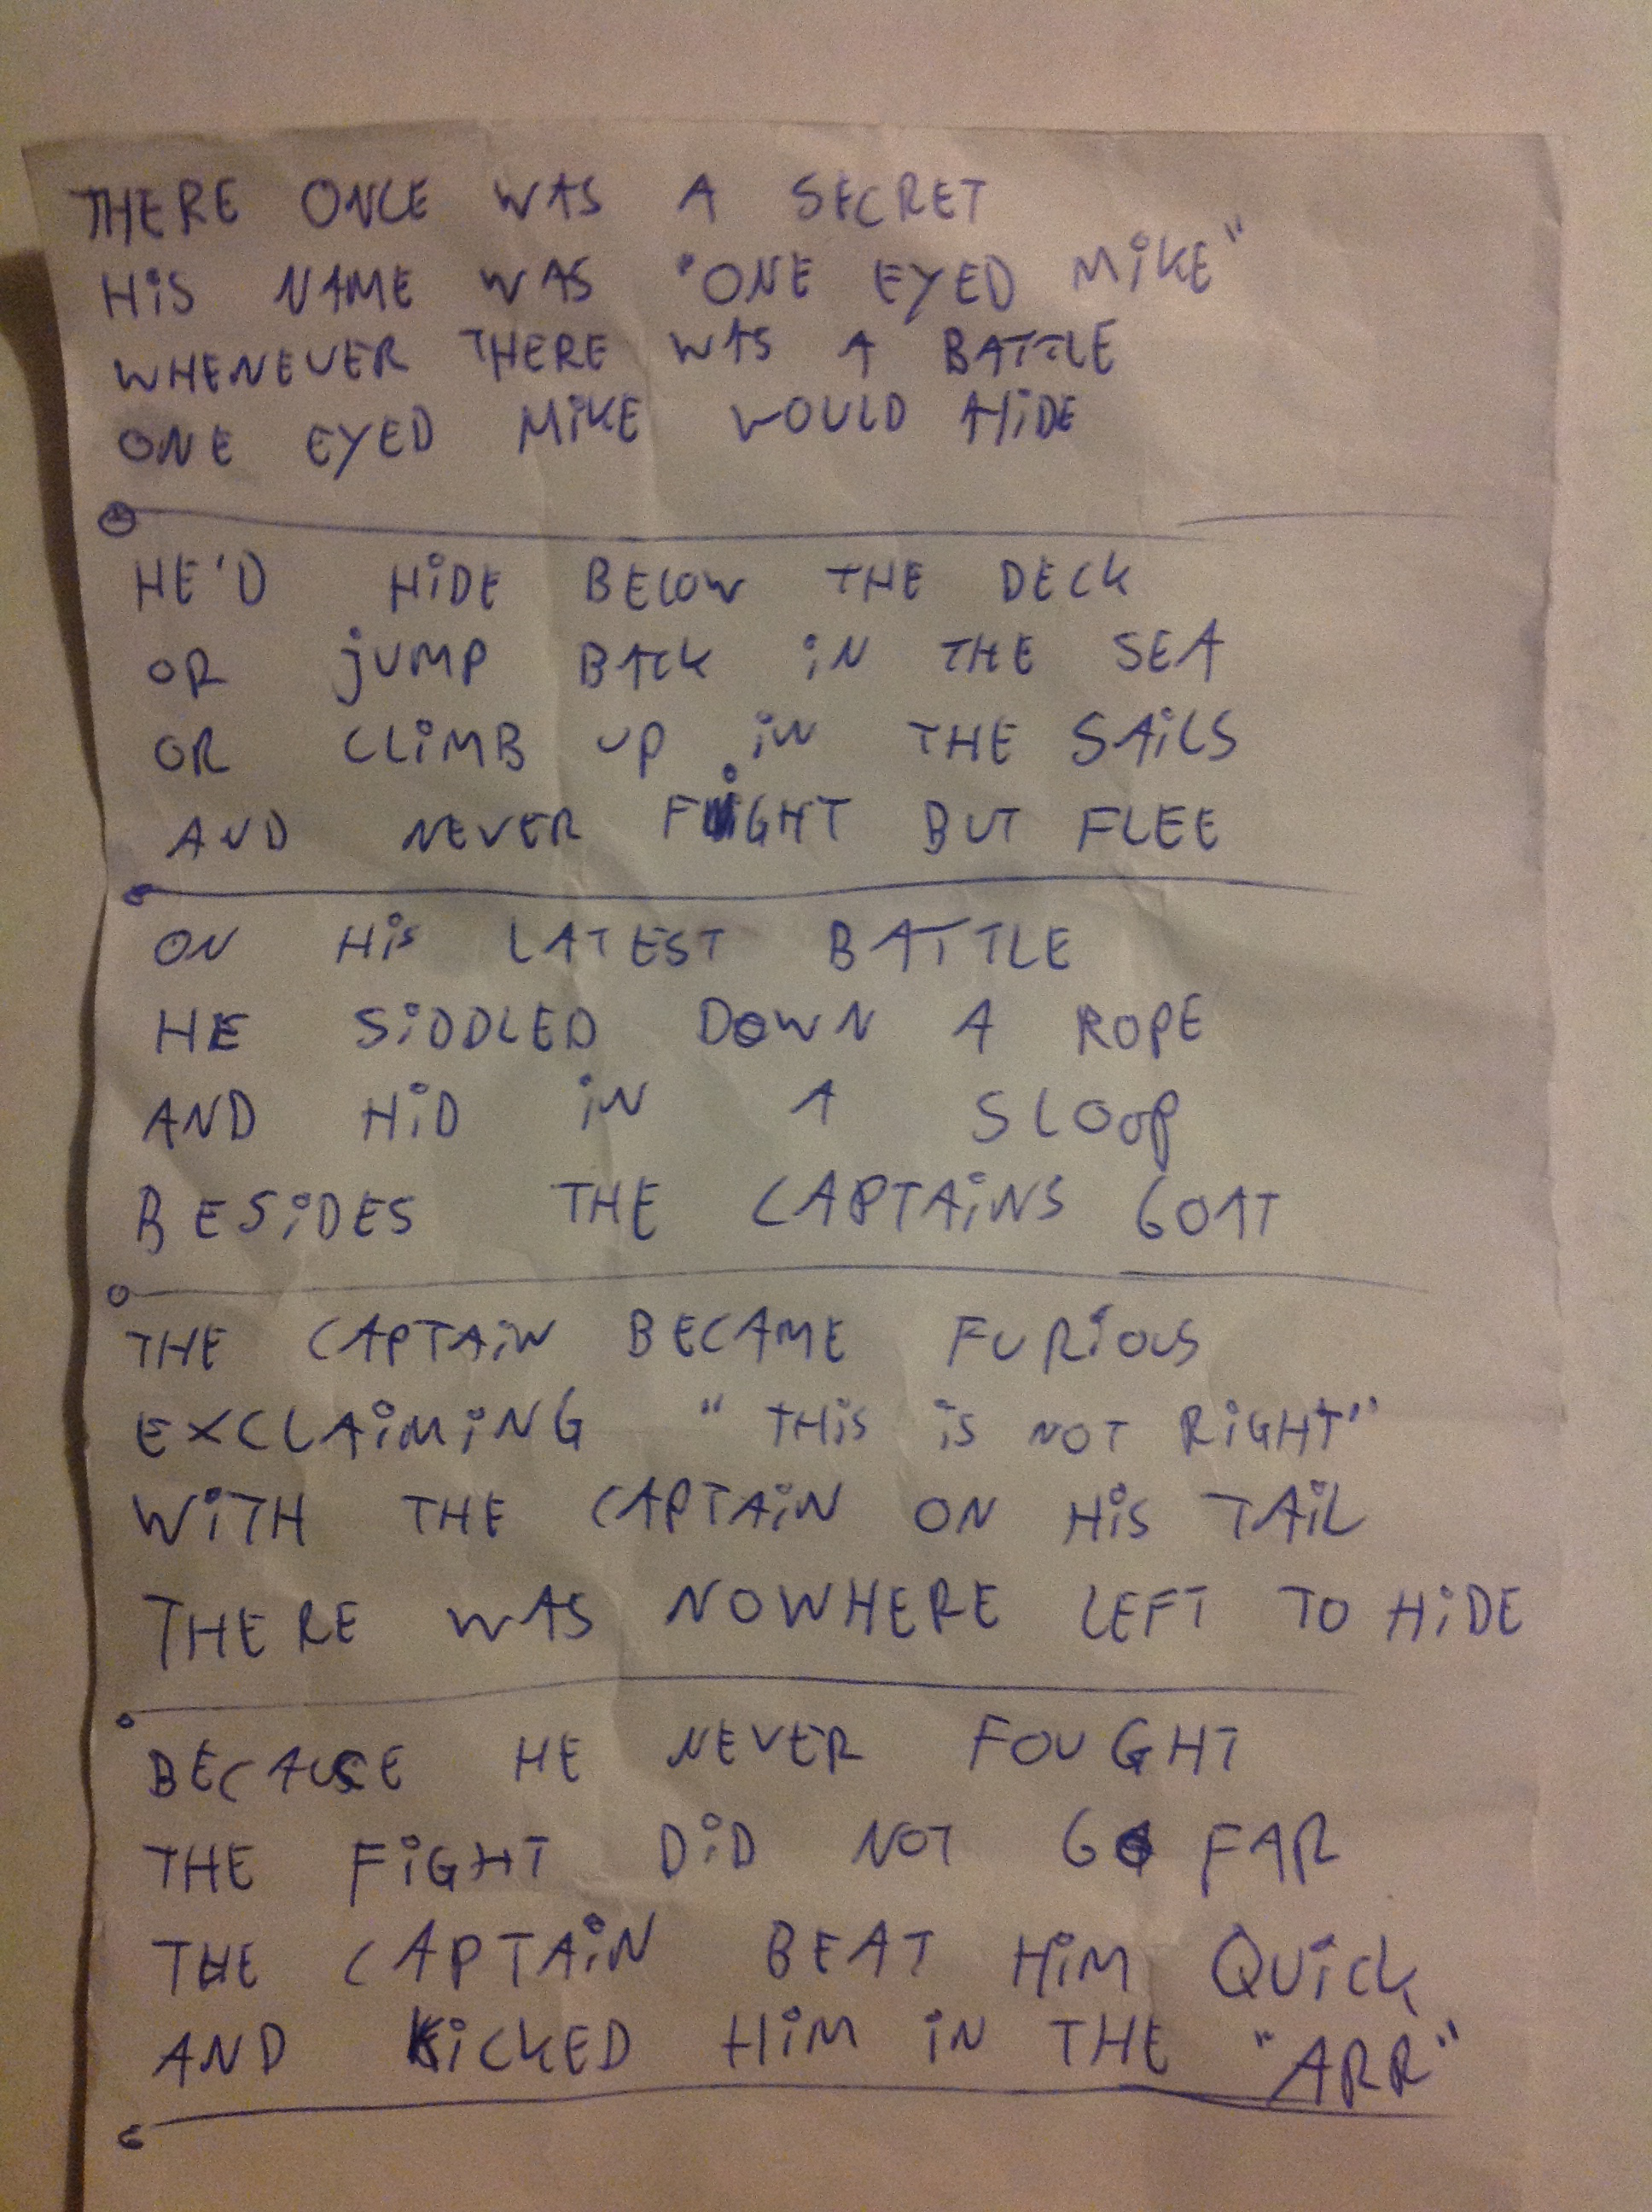 THERE ONCE WAS A SECRET
HiS NAME WAS "ONE EYED MiKE"
WHENEVER THERE WAS A BATTLE
ONE EYED MiKE WOULD HiDE
HE'D HiDE BELOW THE DECK
OR jUMP BACK iN THE SEA
OR CLiMB UP iN THE SAiLS
AND NEVER FiGHT BUT FLEE
ON HiS LATEST BATTLE
HE SiDDLED DOWN A ROPE
AND HiD iN A SLOOP
BESiDES THE CAPTAiNS GOAT
THE CAPTAiN BECAME FURiOUS
EXCLAiMiNG "THiS iS NOT RiGHT"
WiTH THE CAPTAiN ON HiS TAiL
THERE WAS NOWHERE LEFT TO HiDE
BECAUSE HE NEVER FOUGHT
THE FiGHT DiD NOT GO FAR
THE CAPTAiN BEAT HiM QUiCK
AND KiCKED HiM iN THE "ARR"